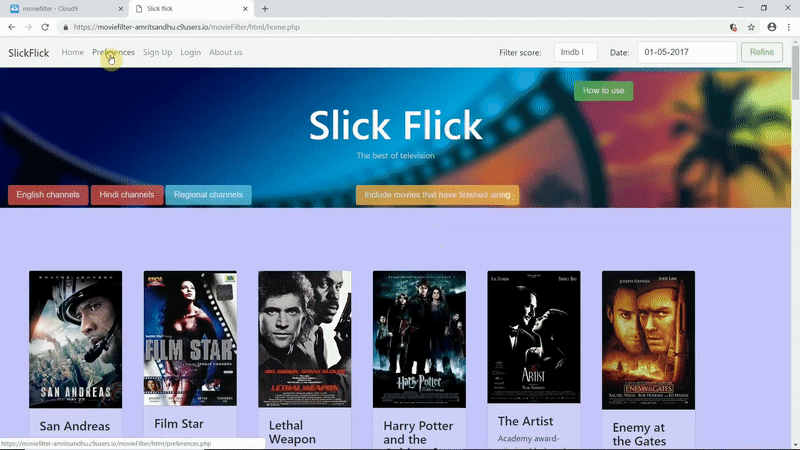 moviefilter - Cloud9
Slick flick
https://moviefilter-amritsandhu.c9users.io/movieFilter/html/home.php
SlickFlick
Home
Preferences
Sign Up
Login
About us
Filter score:
Imdb
Date:
01-05-2017
Refine
How to use
Slick Flick
The best of television
English channels
Hindi channels
Regional channels
Include movies that have finished airing
SAN ANDREAS
FILM STAR
LETHAL WEAPON
Harry Potter
ARTIST
JOSEPH FIENNES
JUDE LAW
ENEMY AT THE GATES
San Andreas
Film Star
Lethal
Weapon
Harry Potter
and the
The Artist
Academy award-
Enemy at
the Gates
https://moviefilter-amritsandhu.c9users.io/movieFilter/html/preferences.php